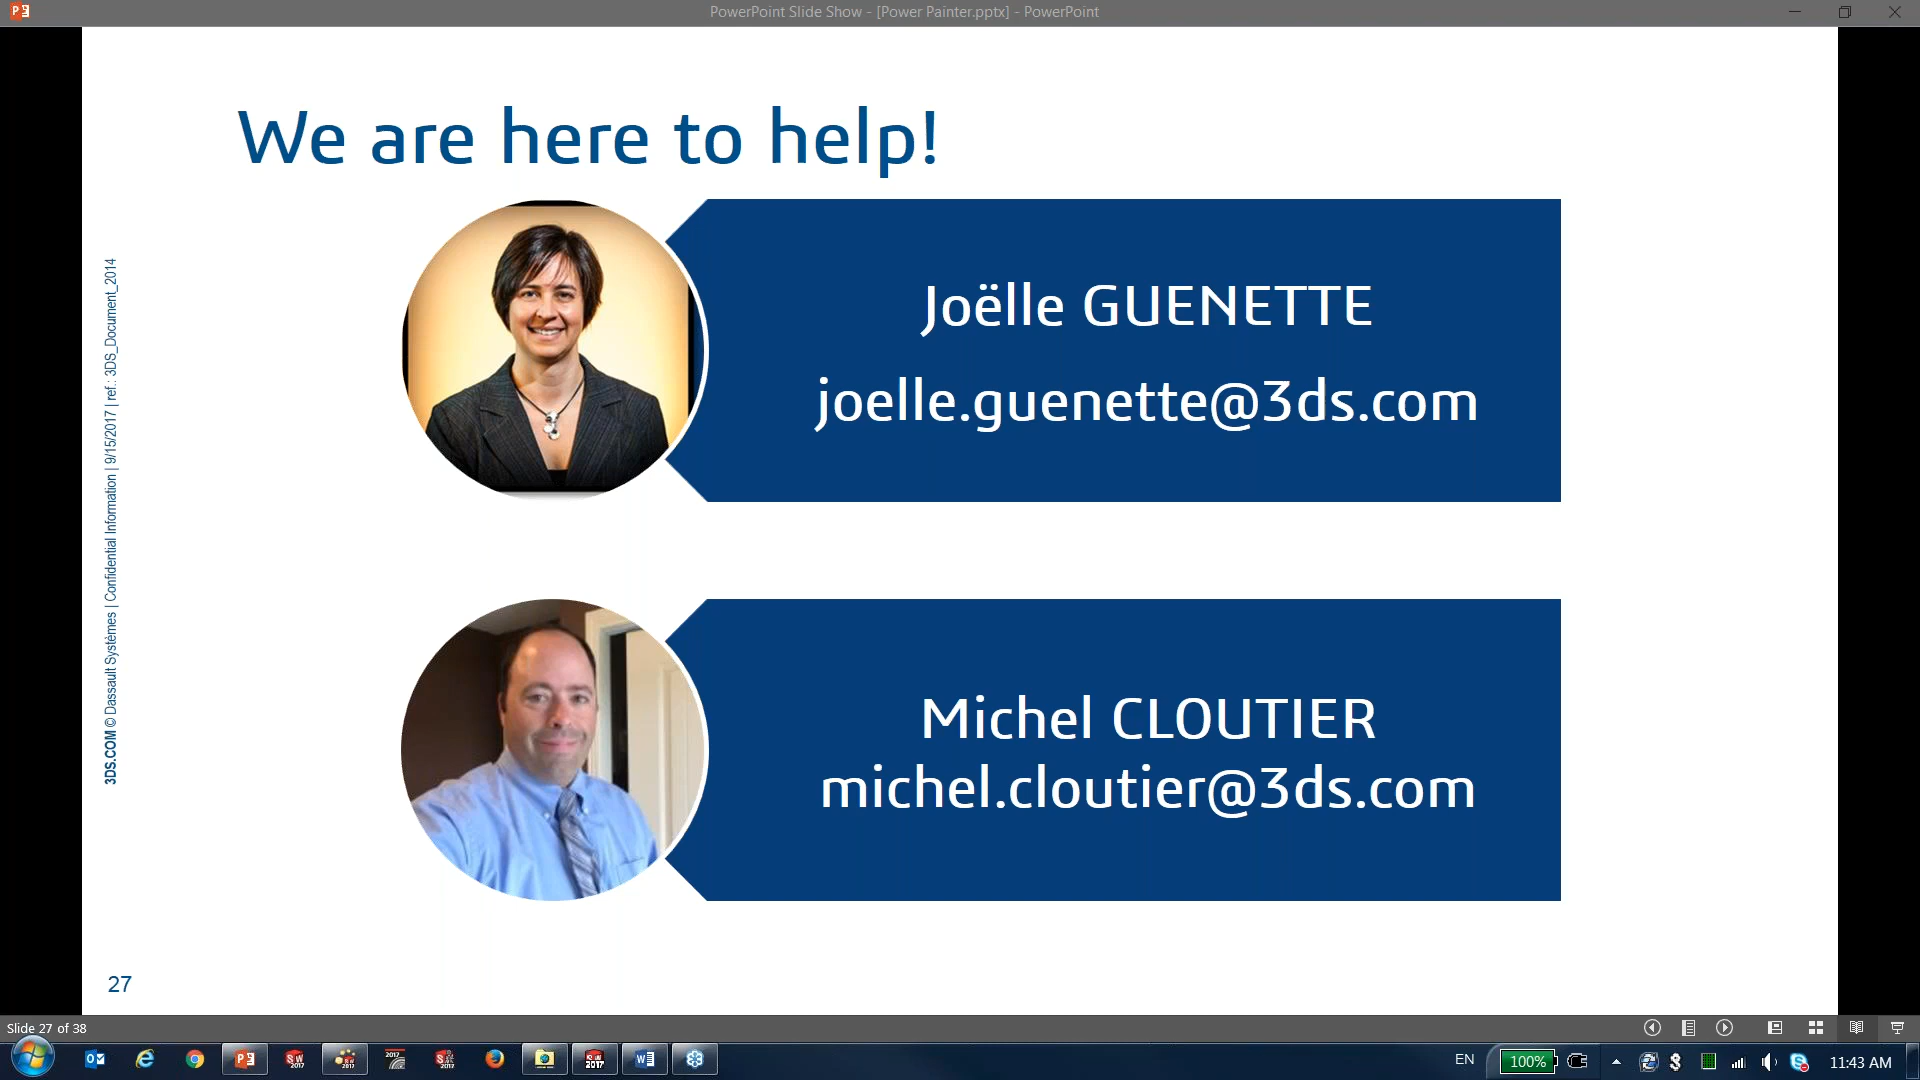 PowerPoint Slide Show - [Power Painter.pptx] - PowerPoint
We are here to help!
Joëlle GUENETTE
joelle.guenette@3ds.com
Michel CLOUTIER
michel.cloutier@3ds.com
3DS.COM © Dassault Systèmes | Confidential Information | 9/15/2017 | ref.: 3DS_Document_2014
27
Slide 27 of 38
EN
100%
11:43 AM